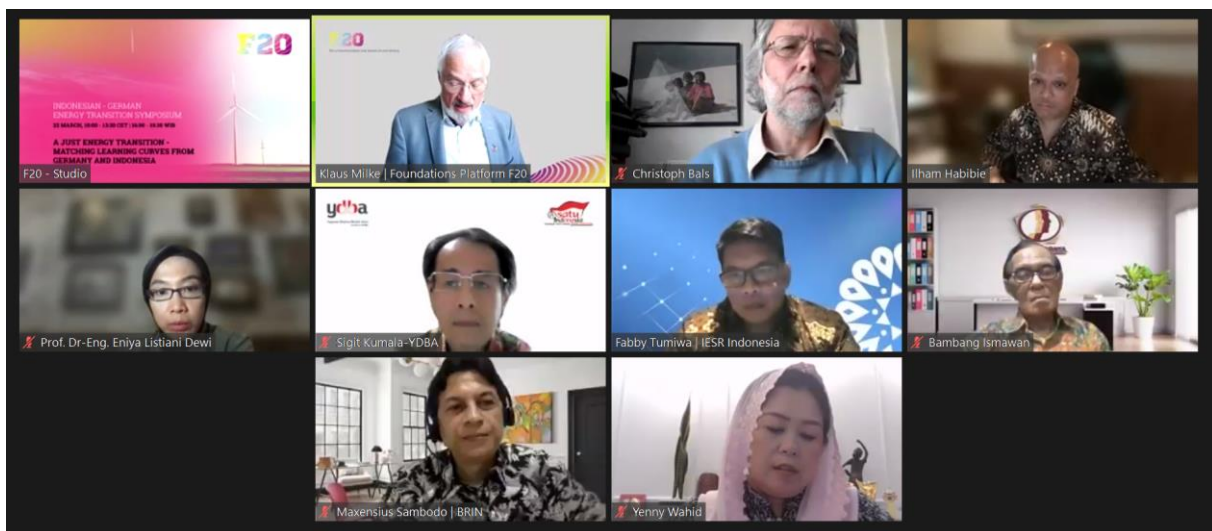 F20
INDONESIAN - GERMAN
ENERGY TRANSITION SYMPOSIUM
A JUST ENERGY TRANSITION -
MATCHING LEARNING CURVES FROM
GERMANY AND INDONESIA
F20 - Studio
F20
Klaus Milke | Foundations Platform F20
Christoph Bals
Ilham Habibie
Prof. Dr-Eng. Eniya Listiani Dewi
ydba
satu
Indonesia
Sigit Kumala-YDBA
Fabby Tumiwa | IESR Indonesia
Bambang Ismawan
Maxensius Sambodo | BRIN
Yenny Wahid